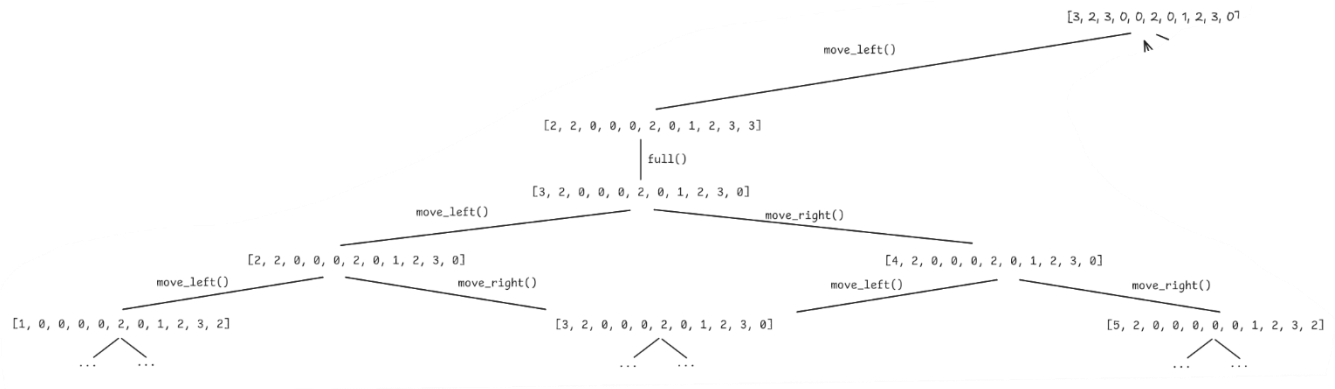 [3, 2, 3, 0, 0, 2, 0, 1, 2, 3, 0]
move_left()
[2, 2, 0, 0, 0, 2, 0, 1, 2, 3, 3]
full()
[3, 2, 0, 0, 0, 2, 0, 1, 2, 3, 0]
move_left()
move_right()
[2, 2, 0, 0, 0, 2, 0, 1, 2, 3, 0]
[4, 2, 0, 0, 0, 2, 0, 1, 2, 3, 0]
move_left()
move_right()
move_left()
move_right()
[1, 0, 0, 0, 0, 2, 0, 1, 2, 3, 2]
[3, 2, 0, 0, 0, 2, 0, 1, 2, 3, 0]
[5, 2, 0, 0, 0, 0, 0, 1, 2, 3, 2]
...
...
...
...
...
...